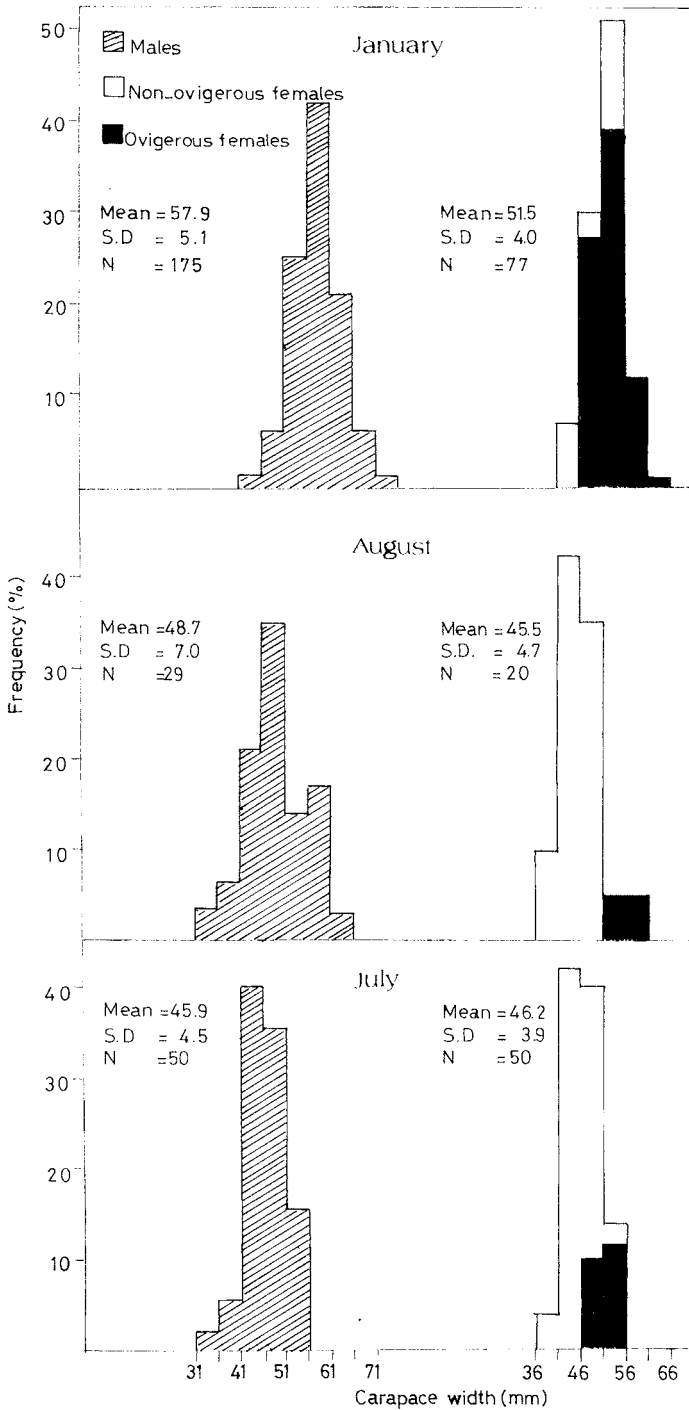 50
40
30
20
10
January
Males
Non-ovigerous females
Ovigerous females
Mean = 57.9
S.D = 5.1
N = 175
Mean = 51.5
S.D = 4.0
N = 77
August
40
30
20
10
Frequency (%)
Mean = 48.7
S.D = 7.0
N = 29
Mean = 45.5
S.D. = 4.7
N = 20
July
40
30
20
10
Mean = 45.9
S.D = 4.5
N = 50
Mean = 46.2
S.D = 3.9
N = 50
31 41 51 61 71 36 46 56 66
Carapace width (mm)